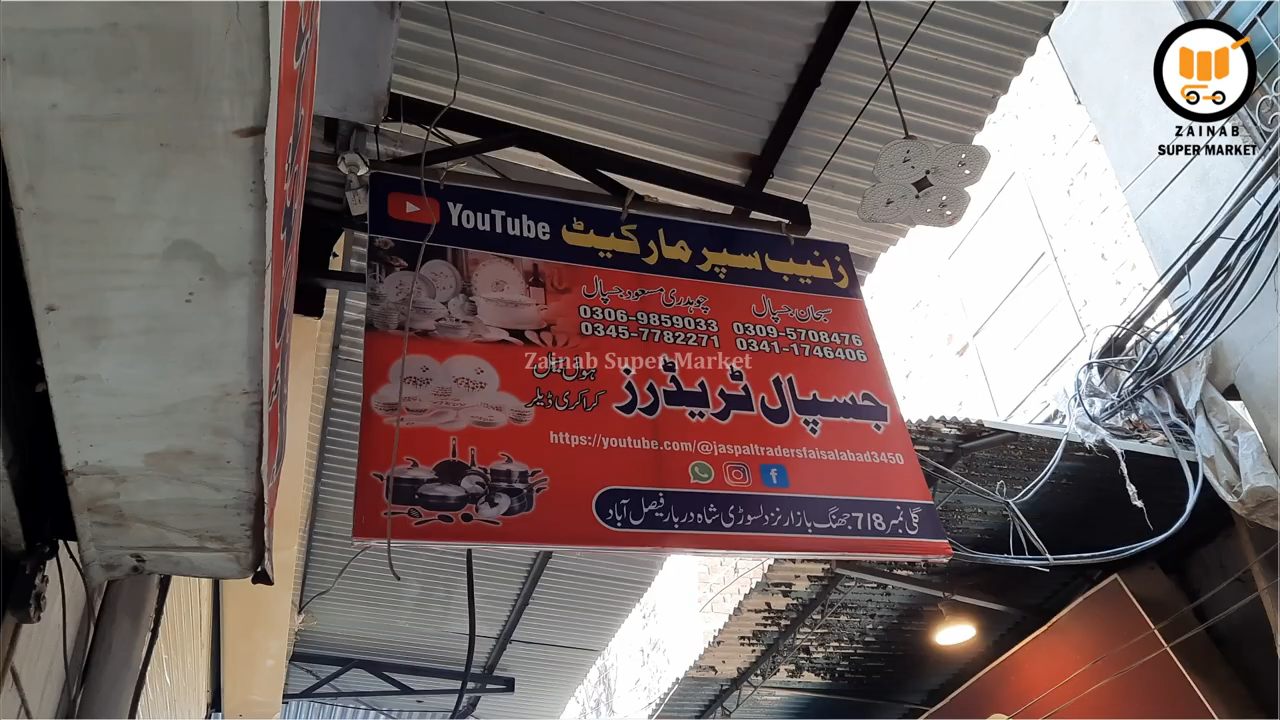 ZAINAB
SUPER MARKET
YouTube زنیب سپر مارکیٹ
چوہدری مسعود جسپال
0306-9859033
0345-7782271
سبحان جسپال
0309-5708476
0341-1746406
Zainab Super Market
ہول سیل
کراکری ڈیلر
جسپال ٹریڈرز
https://youtube.com/@jaspaltradersfaisalabad3450
گلی نمبر 7/8 جھنگ بازار نزد لسوڑی شاہ دربار فیصل آباد